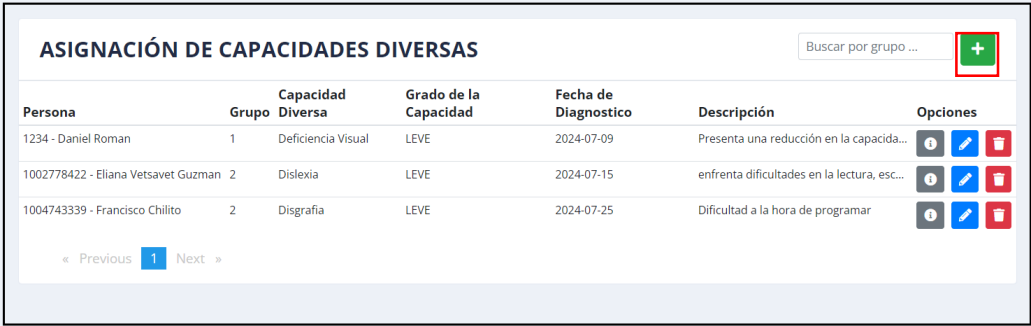 ASIGNACIÓN DE CAPACIDADES DIVERSAS
Buscar por grupo ...
+
Persona Grupo Capacidad Diversa Grado de la Capacidad Fecha de Diagnostico Descripción Opciones
1234 - Daniel Roman 1 Deficiencia Visual LEVE 2024-07-09 Presenta una reducción en la capacida...
1002778422 - Eliana Vetsavet Guzman 2 Dislexia LEVE 2024-07-15 enfrenta dificultades en la lectura, esc...
1004743339 - Francisco Chilito 2 Disgrafia LEVE 2024-07-25 Dificultad a la hora de programar
« Previous 1 Next »